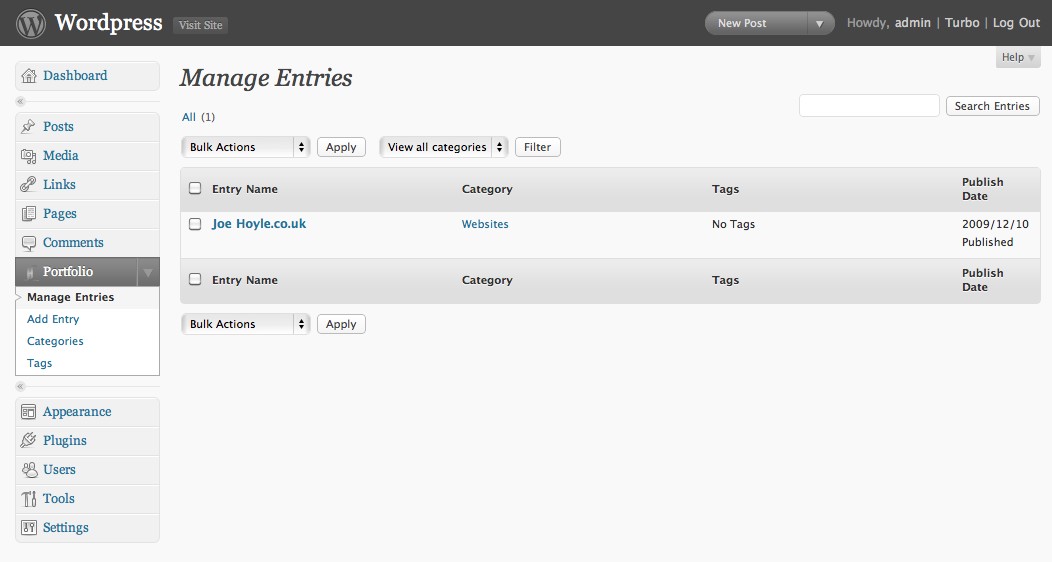 Wordpress Visit Site New Post Howdy, admin | Turbo | Log Out
Help
Dashboard
Posts
Media
Links
Pages
Comments
Portfolio
Manage Entries
Add Entry
Categories
Tags
Appearance
Plugins
Users
Tools
Settings
Manage Entries
All (1)
Search Entries
Bulk Actions Apply View all categories Filter
Entry Name Category Tags Publish Date
Joe Hoyle.co.uk Websites No Tags 2009/12/10
Published
Entry Name Category Tags Publish Date
Bulk Actions Apply